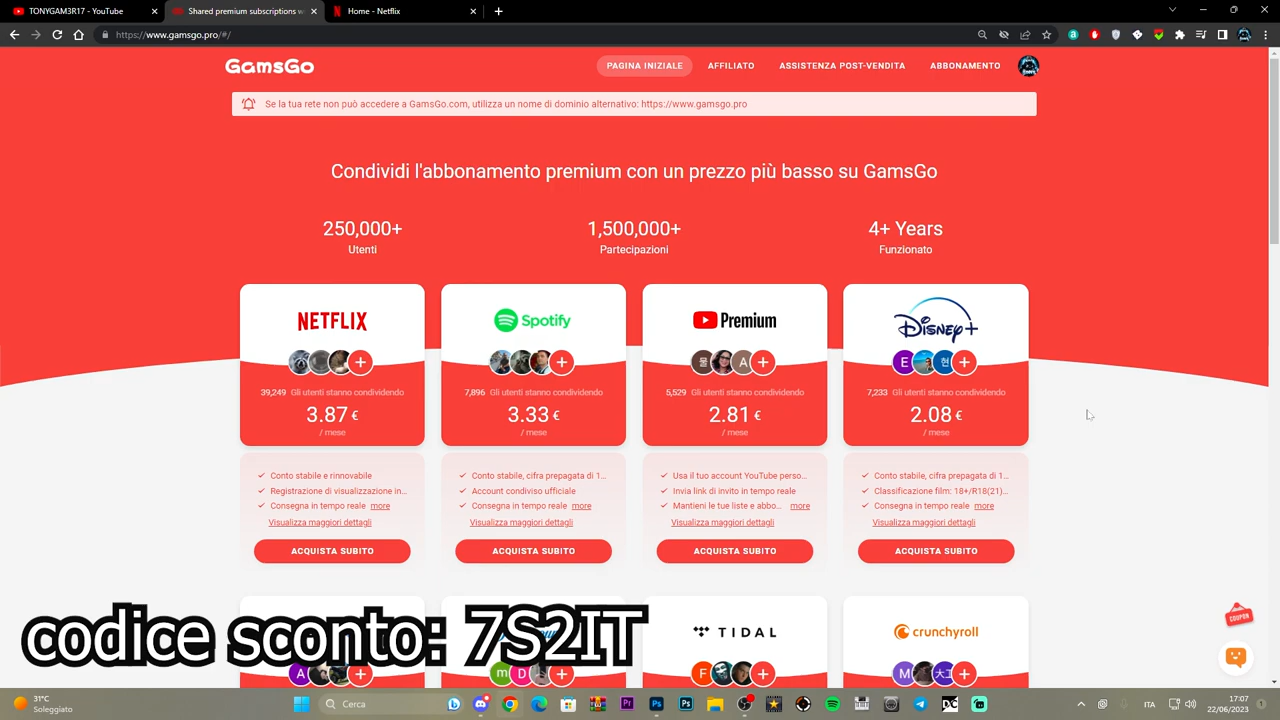 TONYGAM3R17 - YouTube
Shared premium subscriptions w
Home - Netflix
https://www.gamsgo.pro/#/
GamsGo
PAGINA INIZIALE
AFFILIATO
ASSISTENZA POST-VENDITA
ABBONAMENTO
Se la tua rete non può accedere a GamsGo.com, utilizza un nome di dominio alternativo: https://www.gamsgo.pro
Condividi l'abbonamento premium con un prezzo più basso su GamsGo
250,000+
Utenti
1,500,000+
Partecipazioni
4+ Years
Funzionato
NETFLIX
39,249 Gli utenti stanno condividendo
3.87 €
/ mese
Conto stabile e rinnovabile
Registrazione di visualizzazione in...
Consegna in tempo reale more
Visualizza maggiori dettagli
ACQUISTA SUBITO
Spotify
7,896 Gli utenti stanno condividendo
3.33 €
/ mese
Conto stabile, cifra prepagata di 1...
Account condiviso ufficiale
Consegna in tempo reale more
Visualizza maggiori dettagli
ACQUISTA SUBITO
Premium
물
A
5,529 Gli utenti stanno condividendo
2.81 €
/ mese
Usa il tuo account YouTube perso...
Invia link di invito in tempo reale
Mantieni le tue liste e abbo... more
Visualizza maggiori dettagli
ACQUISTA SUBITO
Disney+
E
현
7,233 Gli utenti stanno condividendo
2.08 €
/ mese
Conto stabile, cifra prepagata di 1...
Classificazione film: 18+/R18(21)...
Consegna in tempo reale more
Visualizza maggiori dettagli
ACQUISTA SUBITO
codice sconto: 7S2IT
A
m
D
TIDAL
F
crunchyroll
M
大工
COUPON
31°C
Soleggiato
Cerca
ITA
17:07
22/06/2023